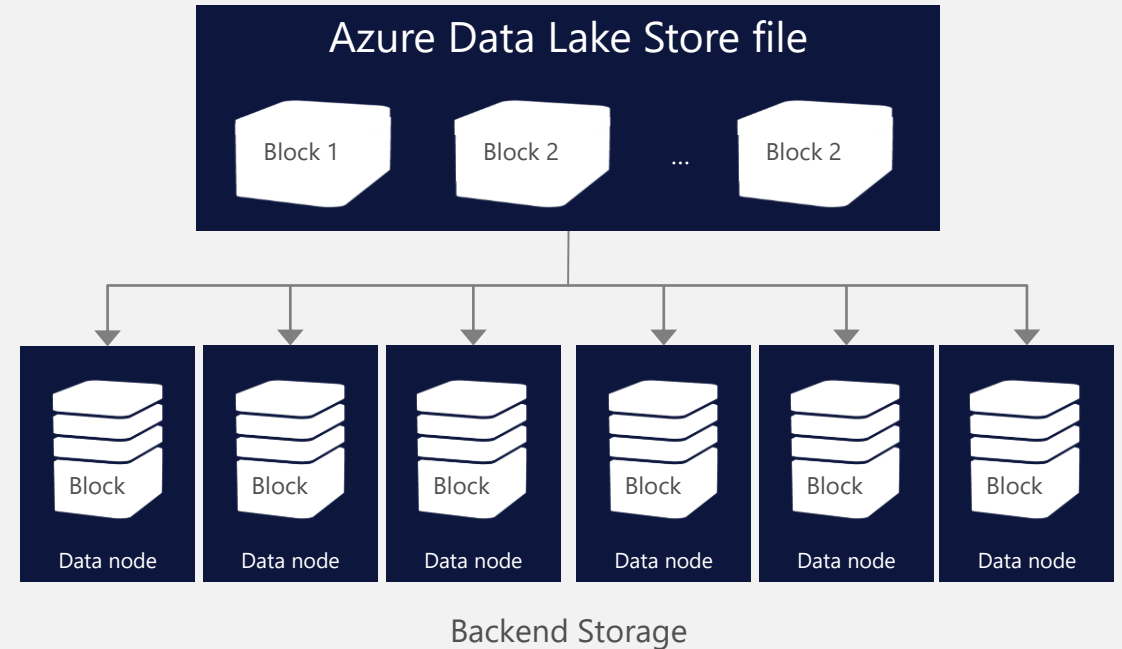 Azure Data Lake Store file
Block 1
Block 2
...
Block 2
Block
Block
Block
Block
Block
Block
Data node
Data node
Data node
Data node
Data node
Data node
Backend Storage